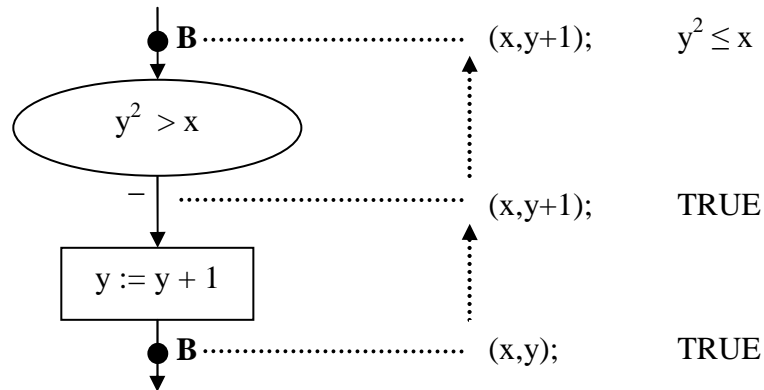 B (x,y+1); y² ≤ x
y² > x
– (x,y+1); TRUE
y := y + 1
B (x,y); TRUE